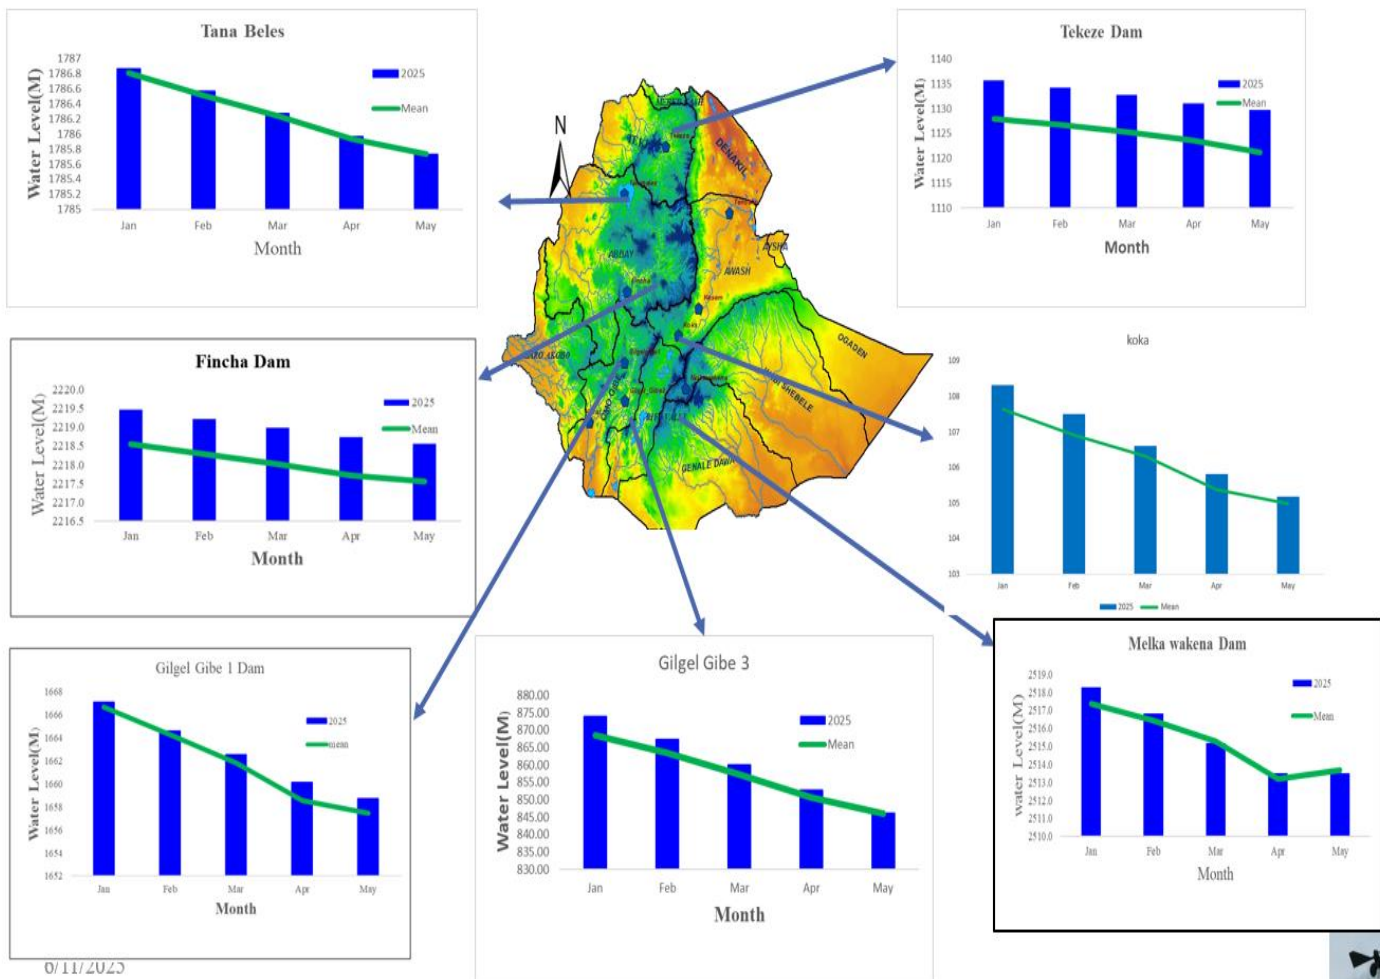 Tana Beles
Water Level(M)
1787
1786.8
1786.6
1786.4
1786.2
1786
1785.8
1785.6
1785.4
1785.2
1785
2025
Mean
Jan Feb Mar Apr May
Month
Tekeze Dam
Water Level(M)
1140
1135
1130
1125
1120
1115
1110
2025
Mean
Jan Feb Mar Apr May
Month
N
DENAKIL
AYSHA
AWASH
ABBAY
OGADEN
GENALE DAWA
Fincha Dam
Water Level(M)
2220.0
2219.5
2219.0
2218.5
2218.0
2217.5
2217.0
2216.5
2025
Mean
Jan Feb Mar Apr May
Month
koka
109
108
107
106
105
104
103
Jan Feb Mar Apr May
2025 Mean
Gilgel Gibe 1 Dam
Water Level(M)
1668
1666
1664
1662
1660
1658
1656
1654
1652
2025
mean
Jan Feb Mar Apr May
Month
Gilgel Gibe 3
Water Level(M)
880.00
875.00
870.00
865.00
860.00
855.00
850.00
845.00
840.00
835.00
830.00
2025
Mean
Jan Feb Mar Apr May
Month
Melka wakena Dam
water Level(M)
2519.0
2518.0
2517.0
2516.0
2515.0
2514.0
2513.0
2512.0
2511.0
2510.0
2025
Mean
Jan Feb Mar Apr May
Month
6/11/2025